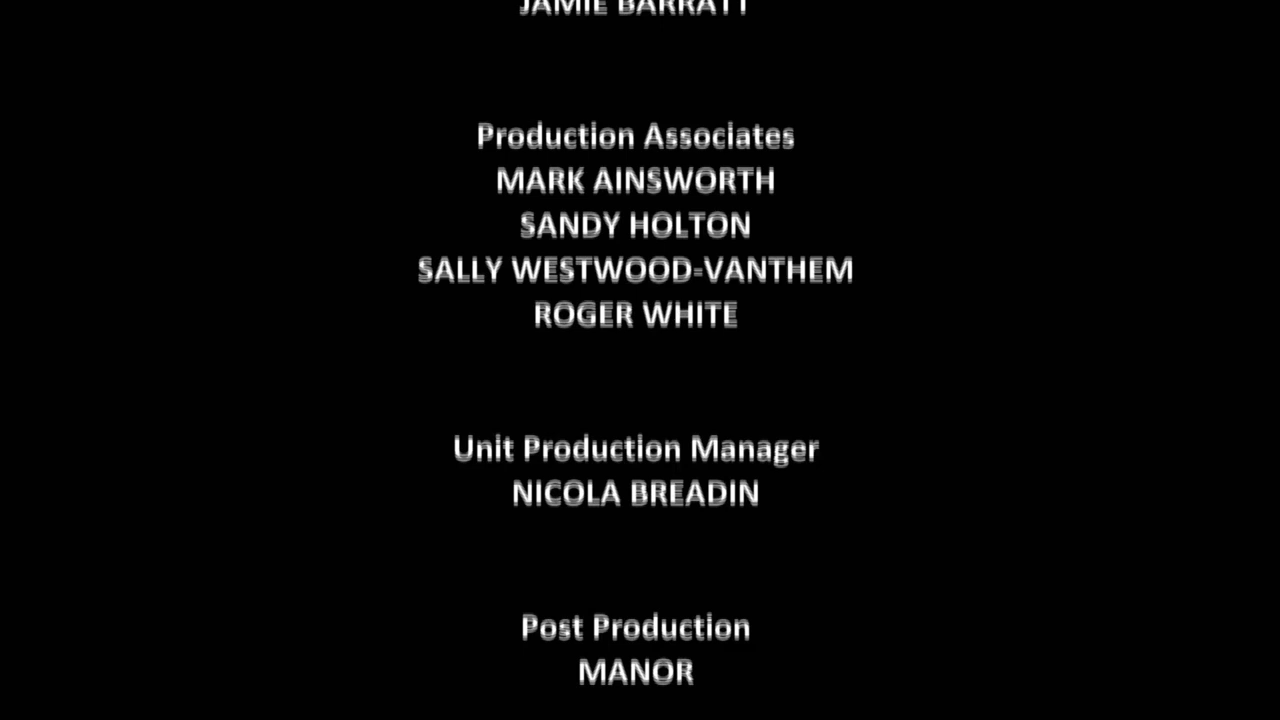 JAMIE BARRATT
Production Associates
MARK AINSWORTH
SANDY HOLTON
SALLY WESTWOOD-VANTHEM
ROGER WHITE
Unit Production Manager
NICOLA BREADIN
Post Production
MANOR